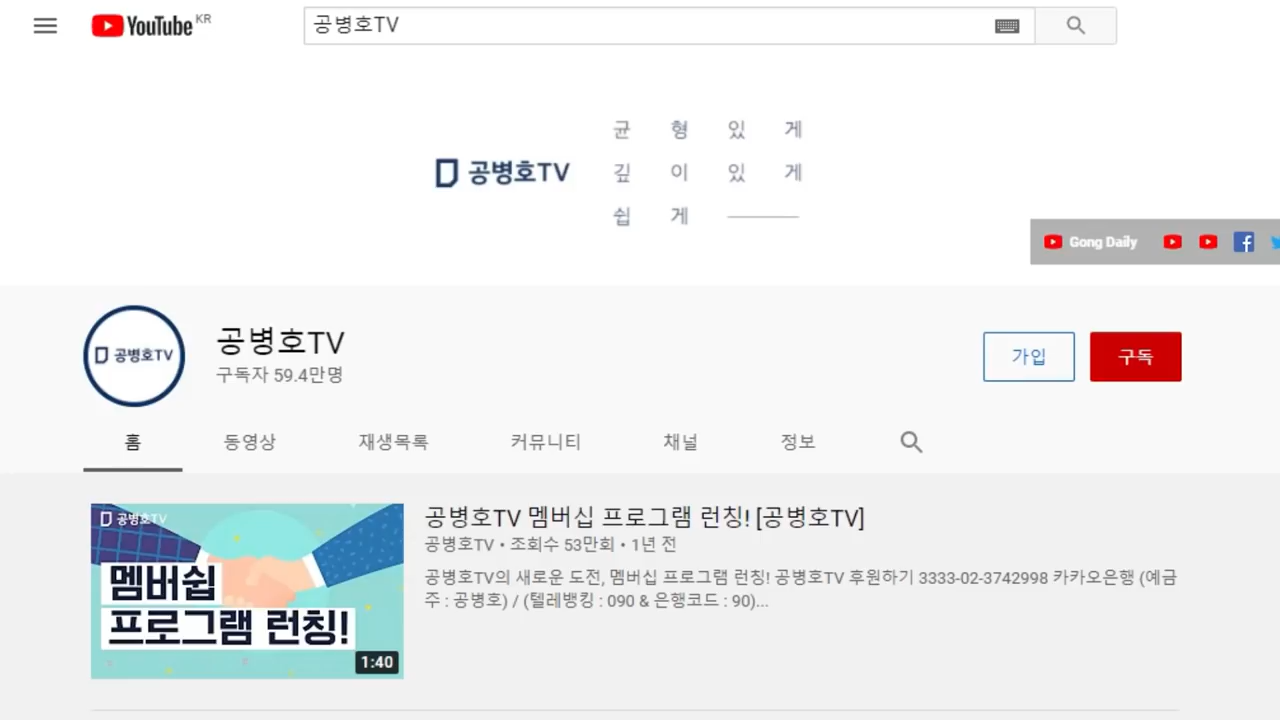 YouTube KR
공병호TV
균 형 있 게
공병호TV
깊 이 있 게
쉽 게
Gong Daily
공병호TV
공병호TV
구독자 59.4만명
가입
구독
홈 동영상 재생목록 커뮤니티 채널 정보
공병호TV
멤버쉽
프로그램 런칭!
1:40
공병호TV 멤버십 프로그램 런칭! [공병호TV]
공병호TV • 조회수 53만회 • 1년 전
공병호TV의 새로운 도전, 멤버십 프로그램 런칭! 공병호TV 후원하기 3333-02-3742998 카카오은행 (예금
주 : 공병호) / (텔레뱅킹 : 090 & 은행코드 : 90)...